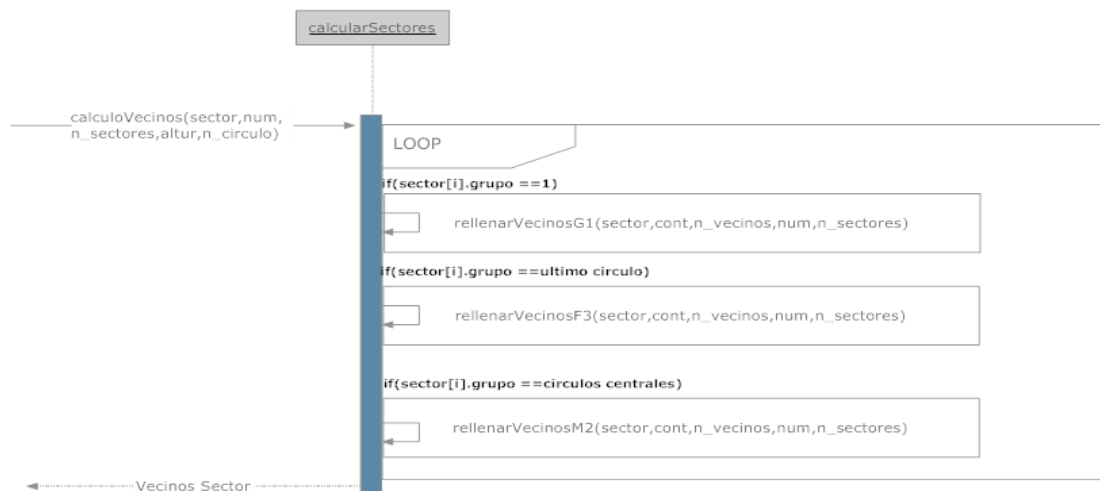 calcularSectores
calculoVecinos(sector,num,
n_sectores,altur,n_circulo)
LOOP
if(sector[i].grupo ==1)
rellenarVecinosG1(sector,cont,n_vecinos,num,n_sectores)
if(sector[i].grupo ==ultimo circulo)
rellenarVecinosF3(sector,cont,n_vecinos,num,n_sectores)
if(sector[i].grupo ==circulos centrales)
rellenarVecinosM2(sector,cont,n_vecinos,num,n_sectores)
Vecinos Sector